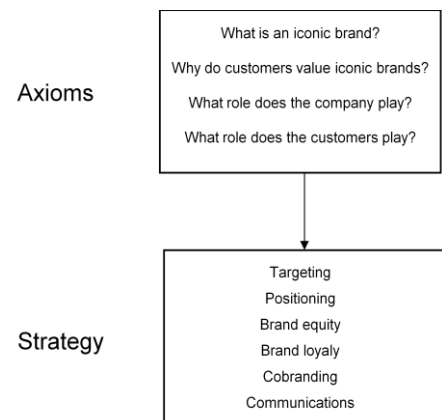 Axioms
What is an iconic brand?
Why do customers value iconic brands?
What role does the company play?
What role does the customers play?
Strategy
Targeting
Positioning
Brand equity
Brand loyaly
Cobranding
Communications